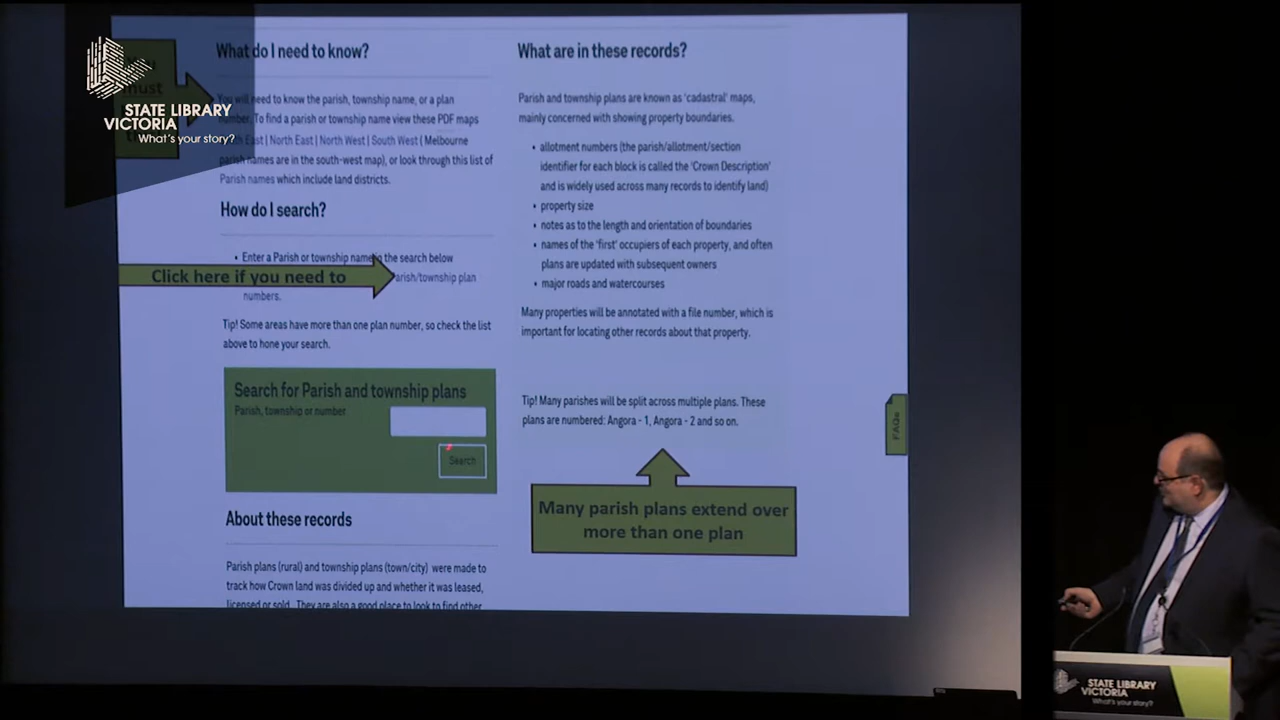 STATE LIBRARY
VICTORIA
What's your story?
must
What do I need to know?
You will need to know the parish, township name, or a plan
number. To find a parish or township name view these PDF maps
East | North East | North West | South West ( Melbourne
parish names are in the south-west map), or look through this list of
Parish names which include land districts.
How do I search?
• Enter a Parish or township name in the search below
Click here if you need to
arish/township plan
numbers.
Tip! Some areas have more than one plan number, so check the list
above to hone your search.
Search for Parish and township plans
Parish, township or number
Search
About these records
Parish plans (rural) and township plans (town/city) were made to
track how Crown land was divided up and whether it was leased,
licensed or sold. They are also a good place to look to find other
What are in these records?
Parish and township plans are known as 'cadastral' maps,
mainly concerned with showing property boundaries.
• allotment numbers (the parish/allotment/section
identifier for each block is called the 'Crown Description'
and is widely used across many records to identify land)
• property size
• notes as to the length and orientation of boundaries
• names of the 'first' occupiers of each property, and often
plans are updated with subsequent owners
• major roads and watercourses
Many properties will be annotated with a file number, which is
important for locating other records about that property.
Tip! Many parishes will be split across multiple plans. These
plans are numbered: Angora - 1, Angora - 2 and so on.
Many parish plans extend over
more than one plan
FAQs
STATE LIBRARY
VICTORIA
What's your story?